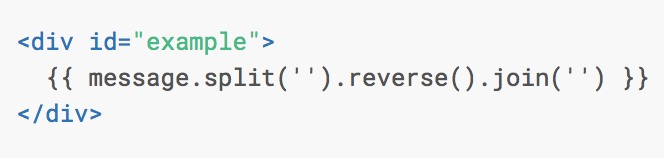 <div id="example">
  {{ message.split('').reverse().join('') }}
</div>